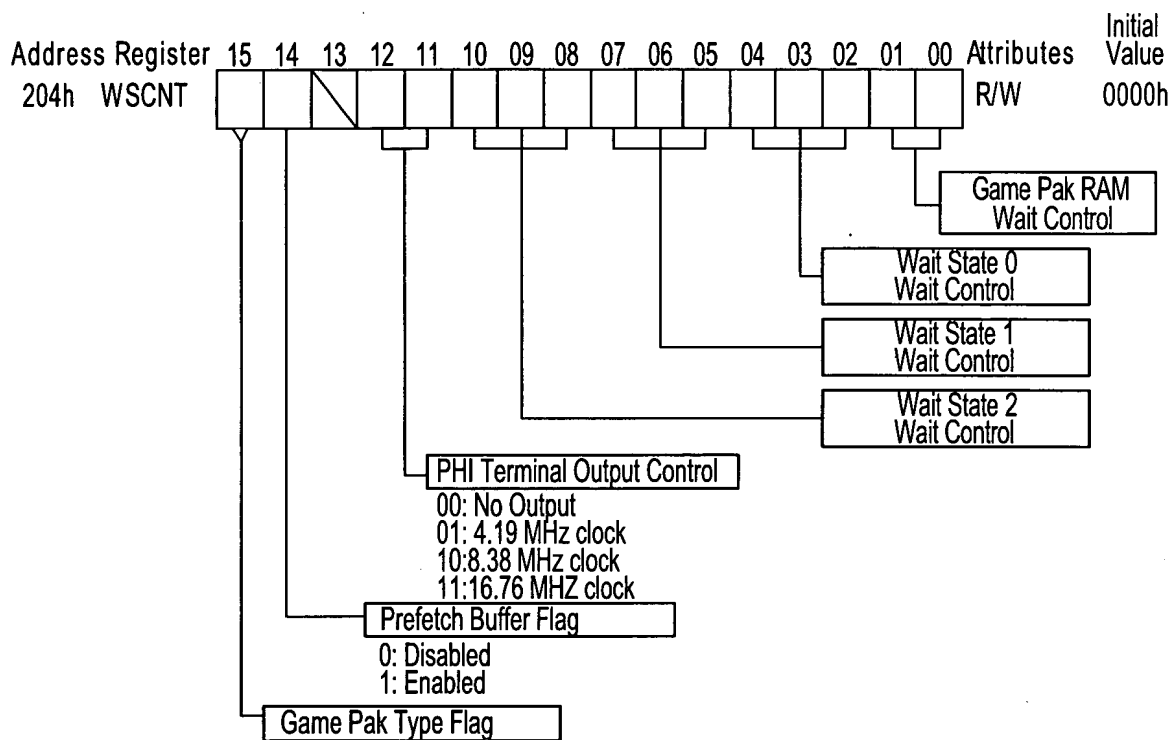 Initial
Address Register 15 14 13 12 11 10 09 08 07 06 05 04 03 02 01 00 Attributes Value
204h WSCNT R/W 0000h
Game Pak RAM
Wait Control
Wait State 0
Wait Control
Wait State 1
Wait Control
Wait State 2
Wait Control
PHI Terminal Output Control
00: No Output
01: 4.19 MHz clock
10:8.38 MHz clock
11:16.76 MHZ clock
Prefetch Buffer Flag
0: Disabled
1: Enabled
Game Pak Type Flag